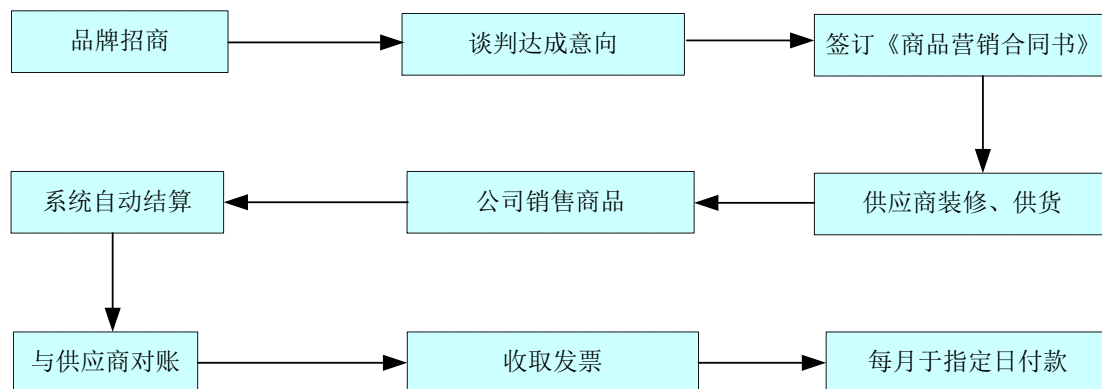 品牌招商
谈判达成意向
签订《商品营销合同书》
供应商装修、供货
公司销售商品
系统自动结算
与供应商对账
收取发票
每月于指定日付款